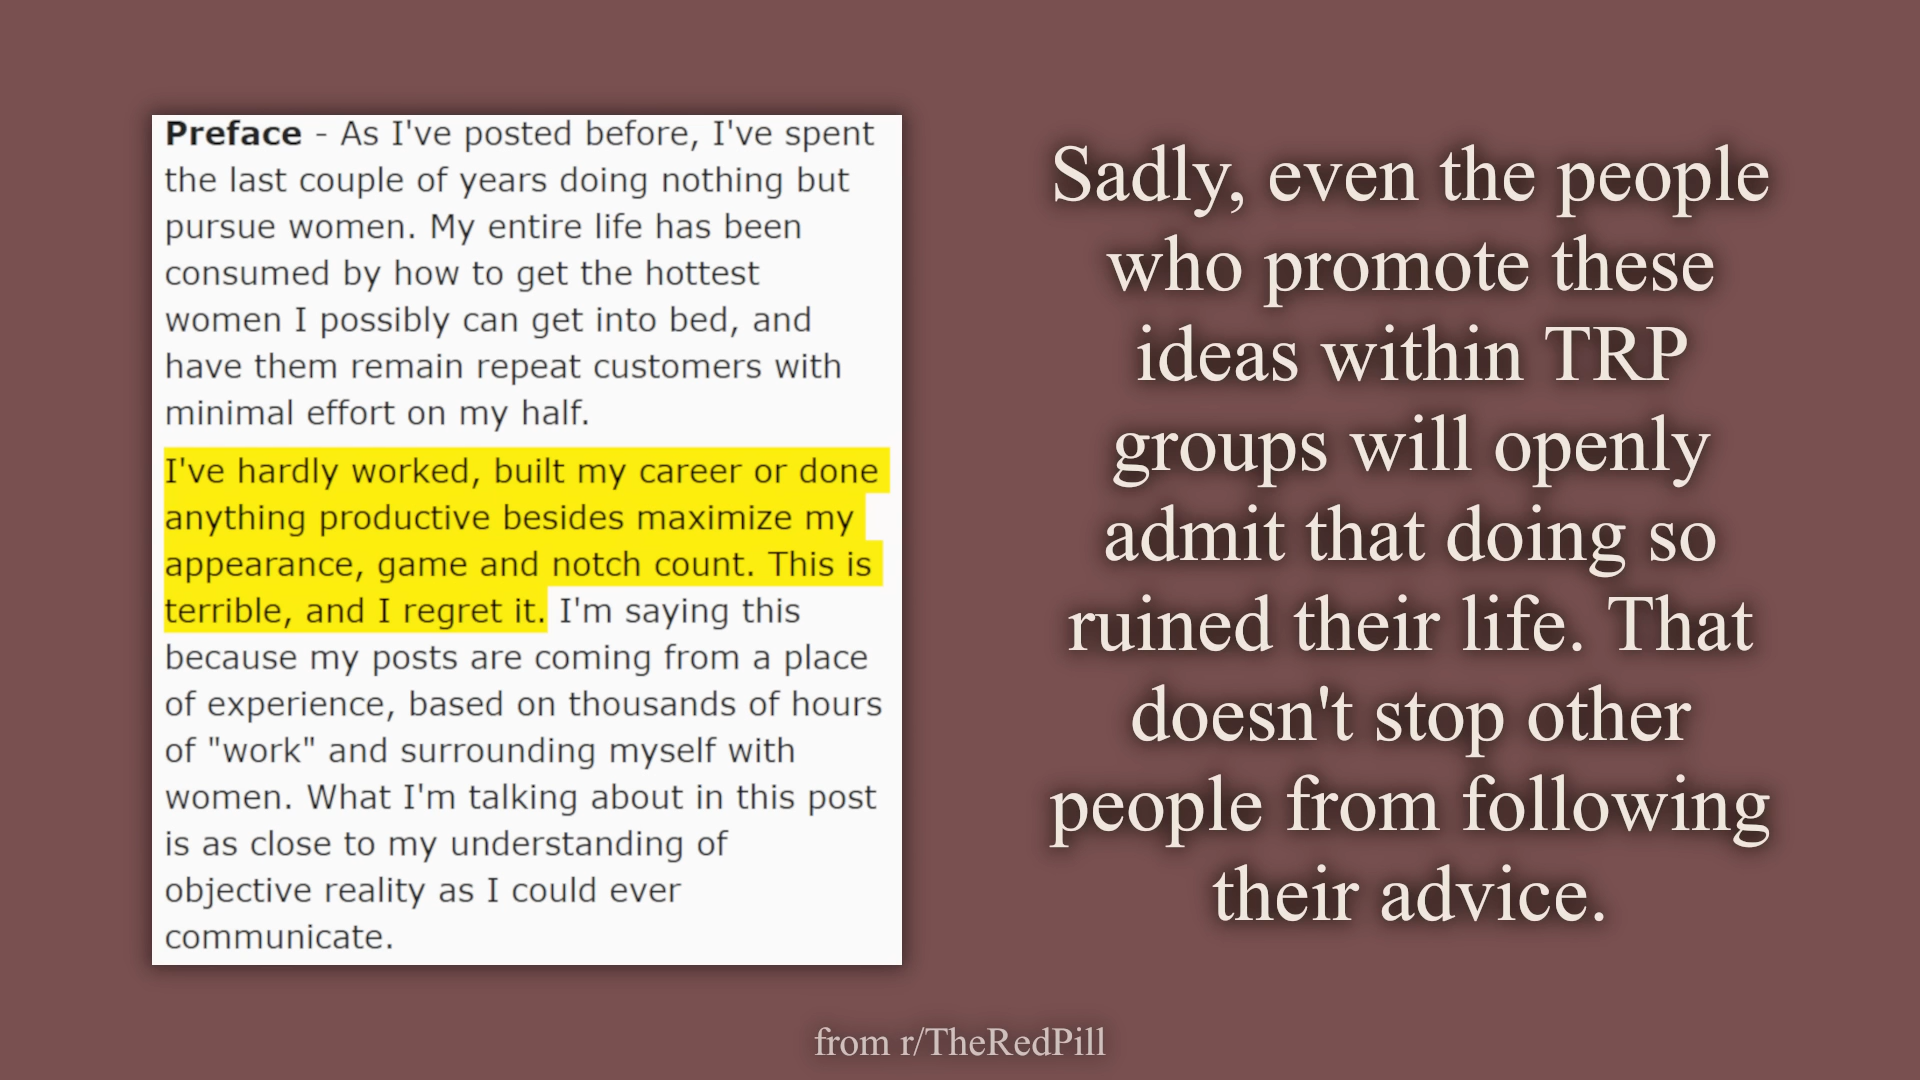 Preface - As I've posted before, I've spent
the last couple of years doing nothing but
pursue women. My entire life has been
consumed by how to get the hottest
women I possibly can get into bed, and
have them remain repeat customers with
minimal effort on my half.
I've hardly worked, built my career or done
anything productive besides maximize my
appearance, game and notch count. This is
terrible, and I regret it. I'm saying this
because my posts are coming from a place
of experience, based on thousands of hours
of "work" and surrounding myself with
women. What I'm talking about in this post
is as close to my understanding of
objective reality as I could ever
communicate.
Sadly, even the people
who promote these
ideas within TRP
groups will openly
admit that doing so
ruined their life. That
doesn't stop other
people from following
their advice.
from r/TheRedPill